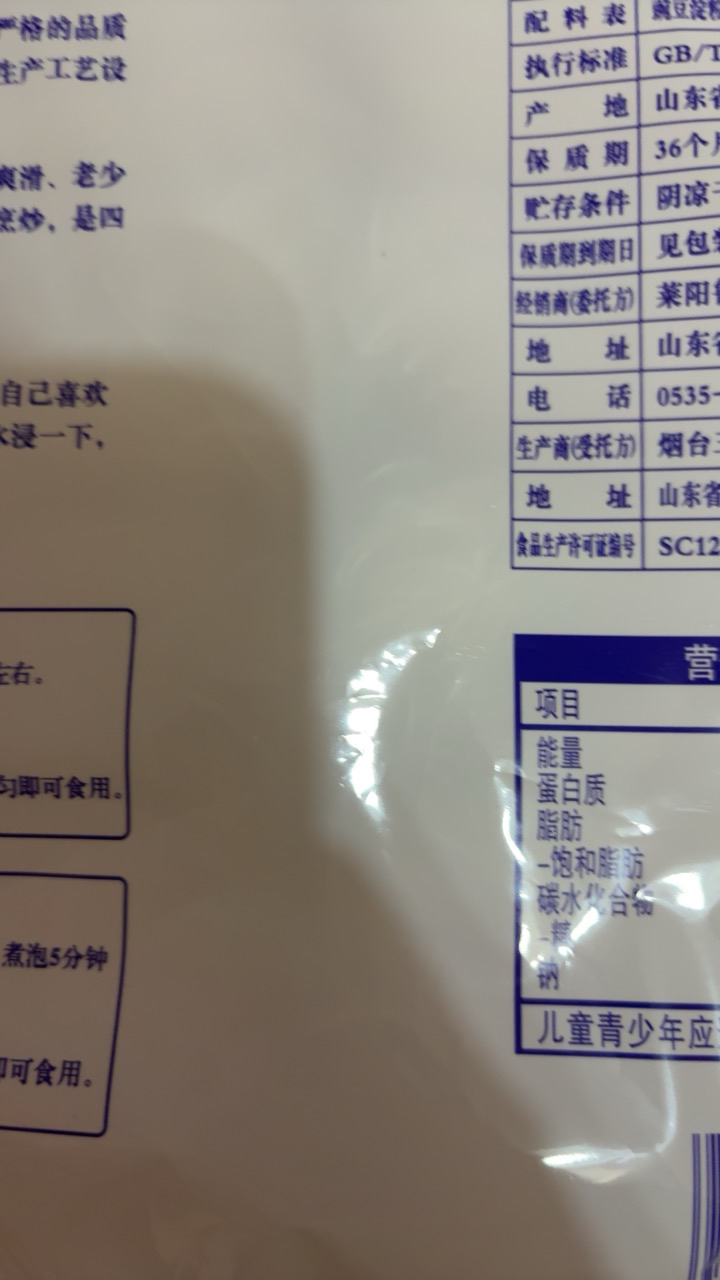 严格的品质
生产工艺设
爽滑、老少
烹炒，是四
自己喜欢
水浸一下，
左右。
匀即可食用。
煮泡5分钟
即可食用。
配料表 豌豆淀粉
执行标准 GB/T
产地 山东省
保质期 36个月
贮存条件 阴凉干
保质期到期日 见包装
经销商(委托方) 莱阳
地址 山东省
电话 0535-
生产商(受托方) 烟台
地址 山东省
食品生产许可证编号 SC12
营
项目
能量
蛋白质
脂肪
-饱和脂肪
碳水化合物
-糖
钠
儿童青少年应